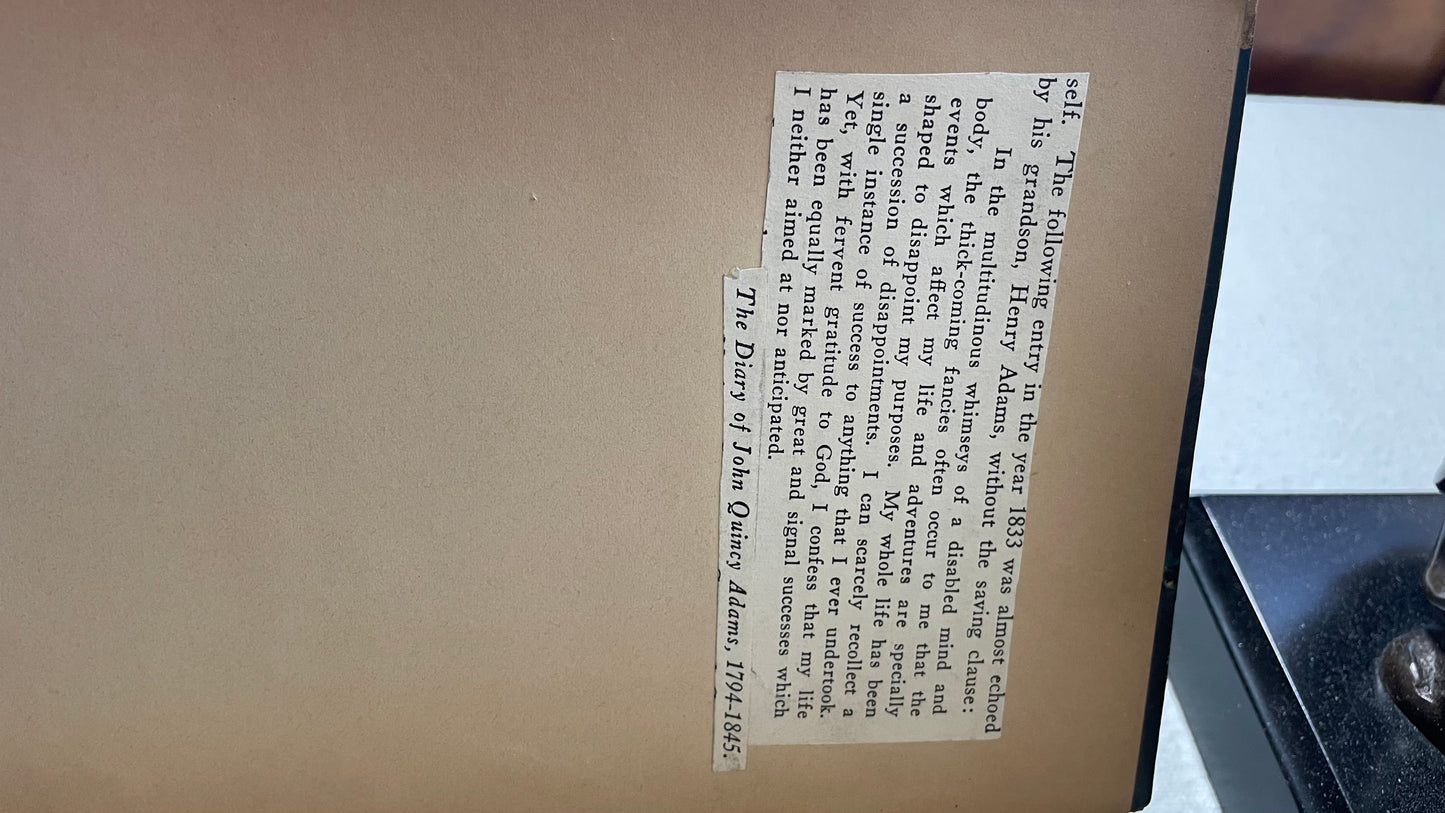 self. The following entry in the year 1833 was almost echoed
by his grandson, Henry Adams, without the saving clause:
In the multitudinous whimseys of a disabled mind and
body, the thick-coming fancies often occur to me that the
events which affect my life and adventures are specially
shaped to disappoint my purposes. My whole life has been
a succession of disappointments. I can scarcely recollect a
single instance of success to anything that I ever undertook.
Yet, with fervent gratitude to God, I confess that my life
has been equally marked by great and signal successes which
I neither aimed at nor anticipated.
The Diary of John Quincy Adams, 1794-1845.